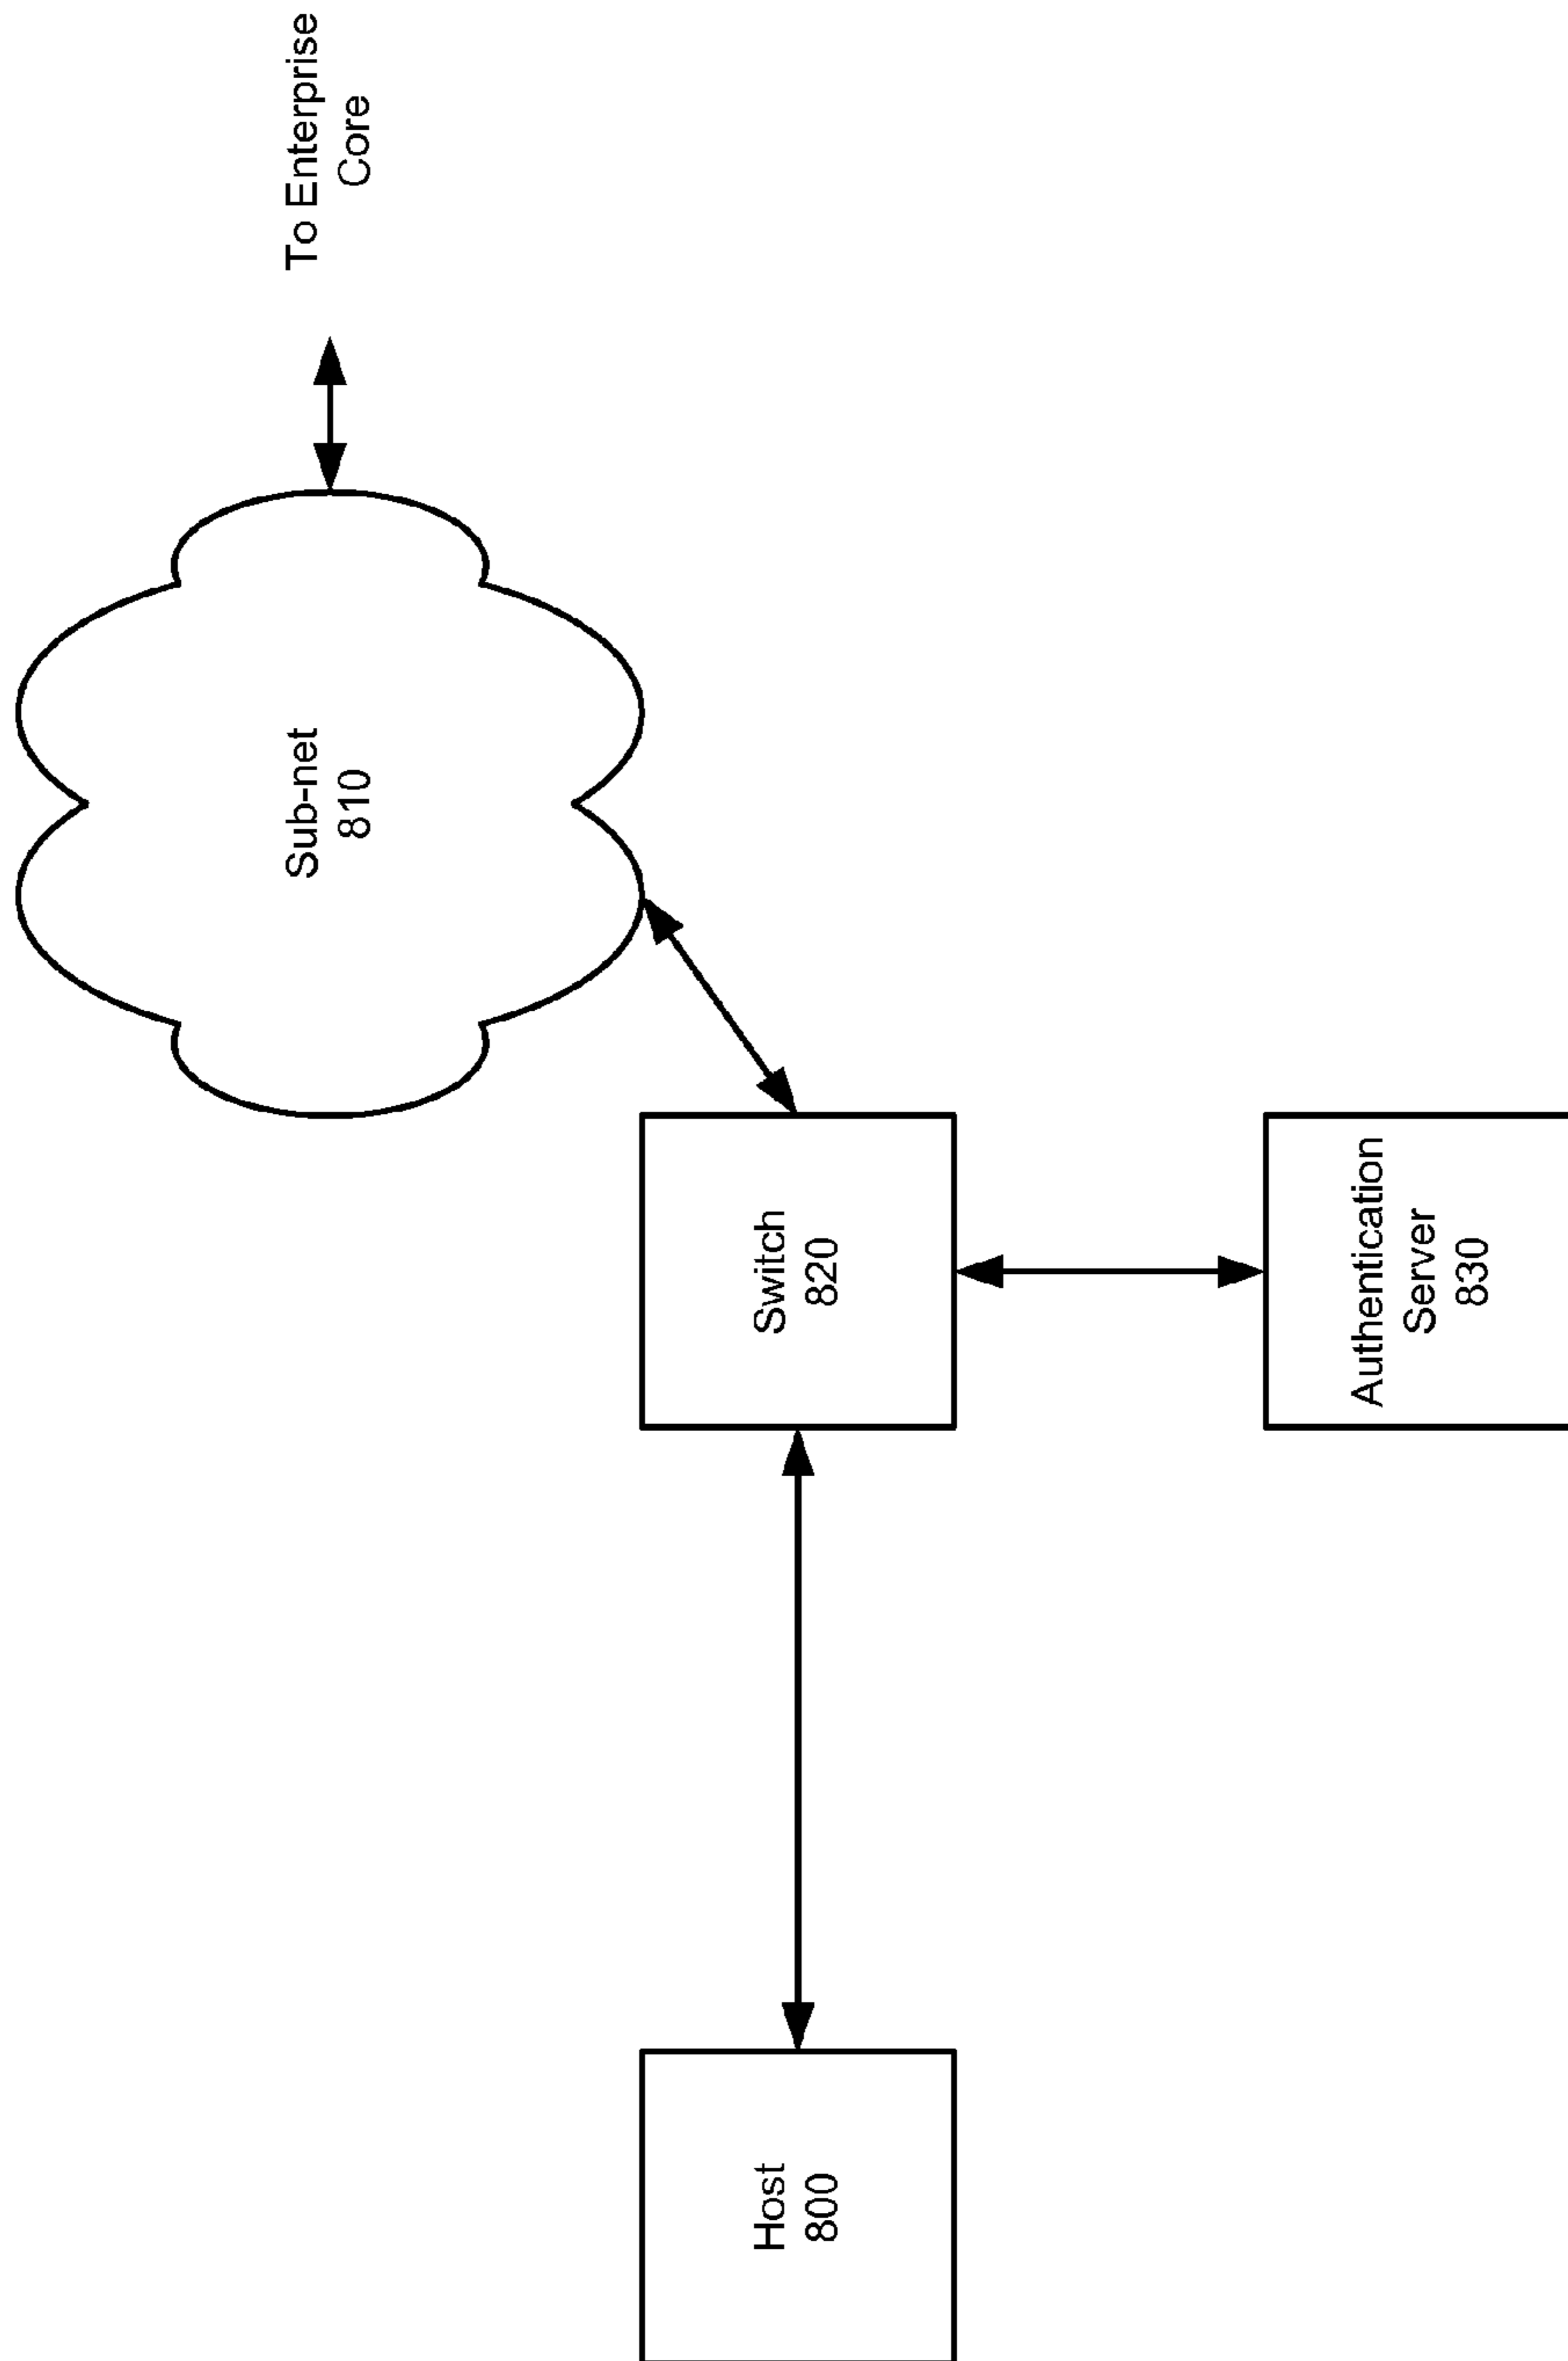 To Enterprise
Core
Sub-net
810
Switch
820
Host
800
Authentication
Server
830